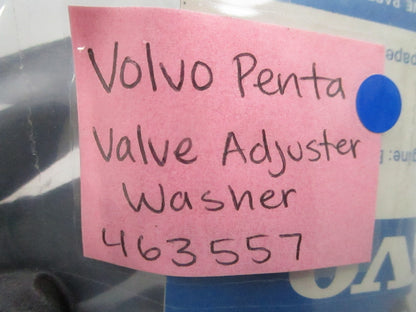 Volvo Penta
Valve Adjuster
Washer
463557